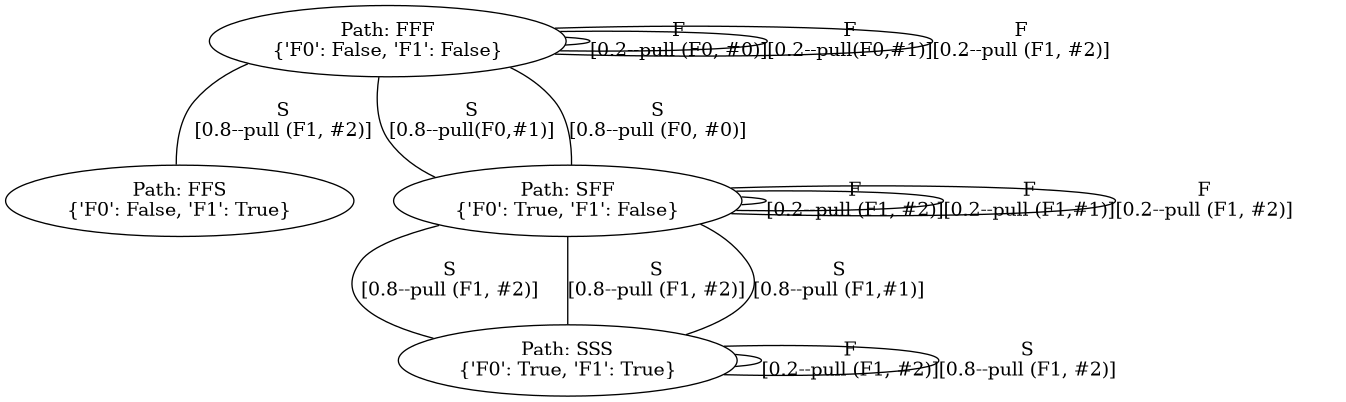 Path: FFF
{'F0': False, 'F1': False}
F
[0.2--pull (F0, #0)]
F
[0.2--pull(F0,#1)]
F
[0.2--pull (F1, #2)]
S
[0.8--pull (F1, #2)]
S
[0.8--pull(F0,#1)]
S
[0.8--pull (F0, #0)]
Path: FFS
{'F0': False, 'F1': True}
Path: SFF
{'F0': True, 'F1': False}
F
[0.2--pull (F1, #2)]
F
[0.2--pull (F1,#1)]
F
[0.2--pull (F1, #2)]
S
[0.8--pull (F1, #2)]
S
[0.8--pull (F1, #2)]
S
[0.8--pull (F1,#1)]
Path: SSS
{'F0': True, 'F1': True}
F
[0.2--pull (F1, #2)]
S
[0.8--pull (F1, #2)]